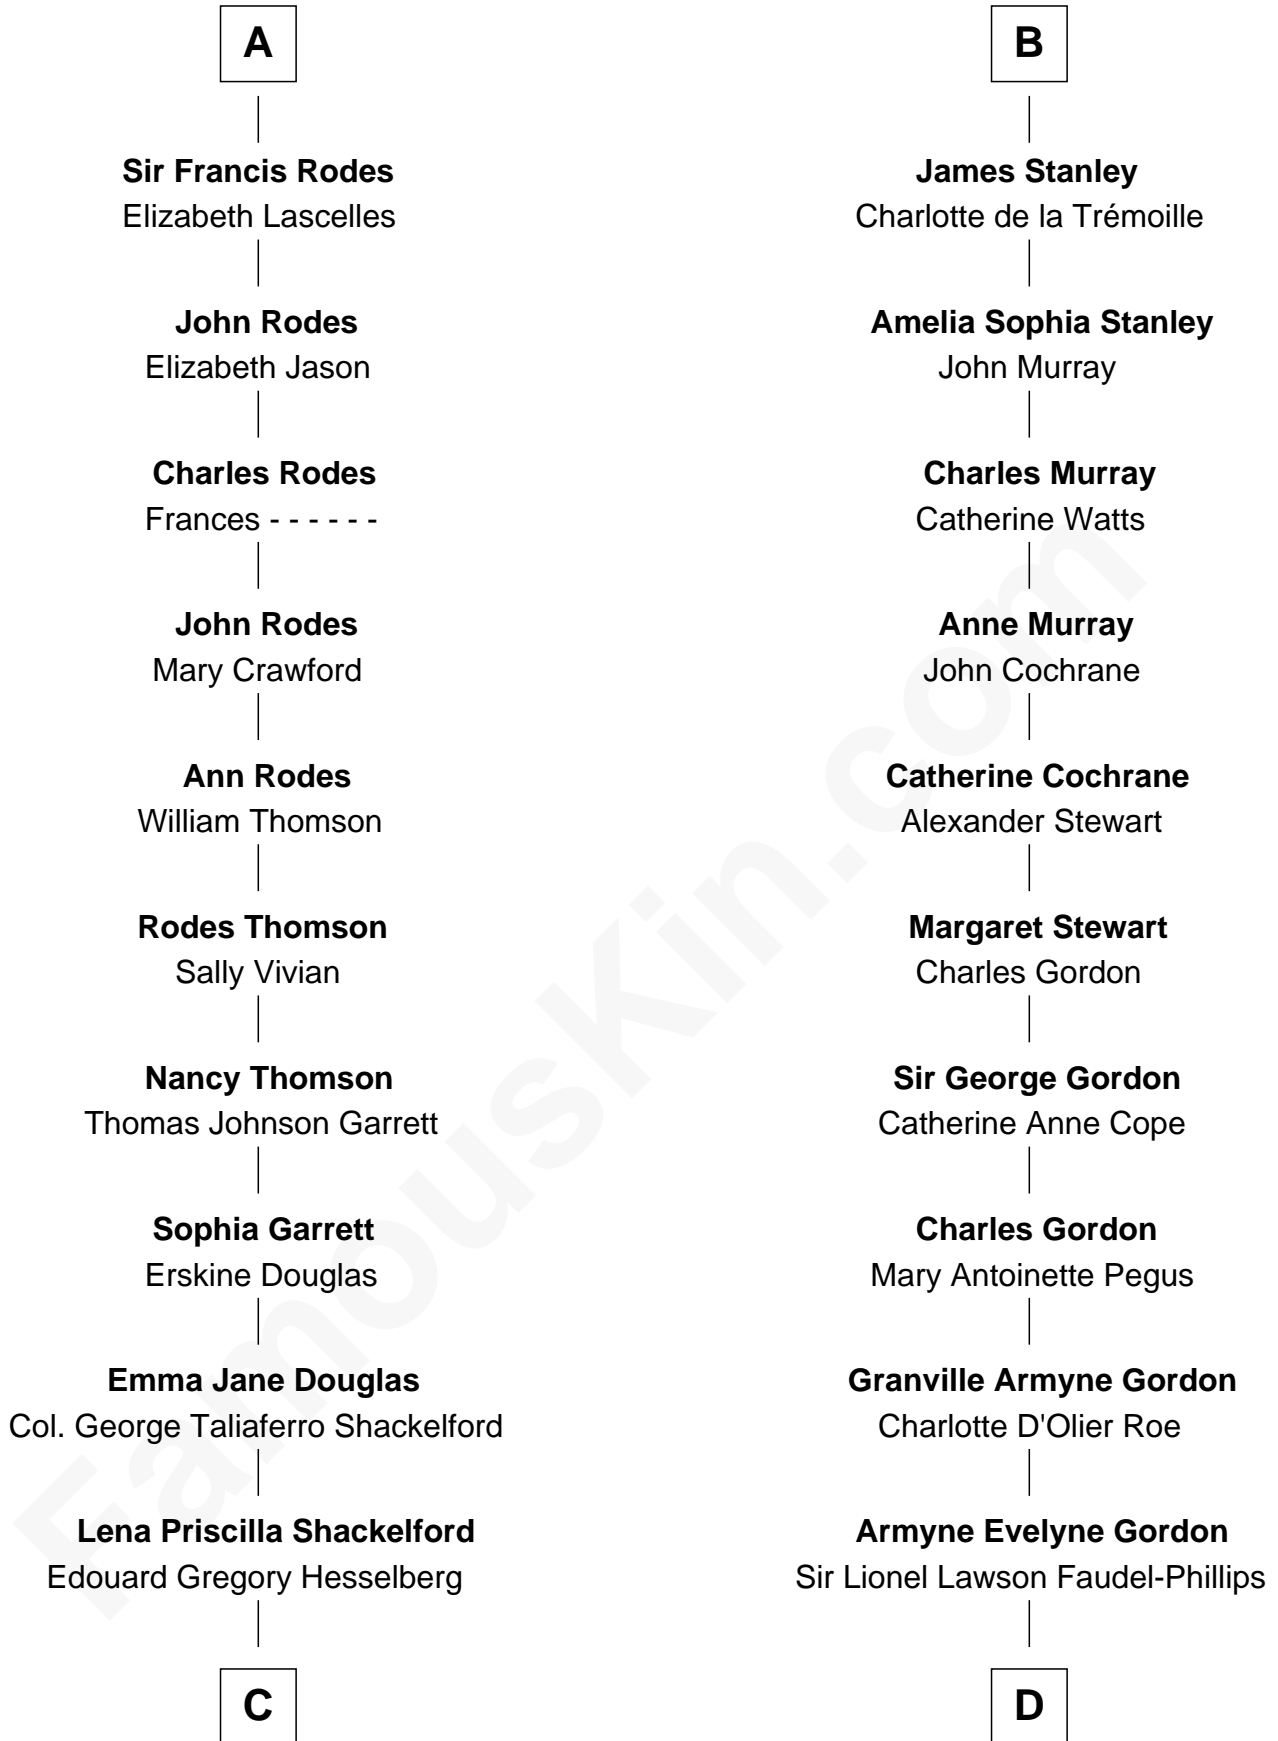 A
Sir Francis Rodes
Elizabeth Lascelles
John Rodes
Elizabeth Jason
Charles Rodes
Frances - - - - - -
John Rodes
Mary Crawford
Ann Rodes
William Thomson
Rodes Thomson
Sally Vivian
Nancy Thomson
Thomas Johnson Garrett
Sophia Garrett
Erskine Douglas
Emma Jane Douglas
Col. George Taliaferro Shackelford
Lena Priscilla Shackelford
Edouard Gregory Hesselberg
C
B
James Stanley
Charlotte de la Trémoille
Amelia Sophia Stanley
John Murray
Charles Murray
Catherine Watts
Anne Murray
John Cochrane
Catherine Cochrane
Alexander Stewart
Margaret Stewart
Charles Gordon
Sir George Gordon
Catherine Anne Cope
Charles Gordon
Mary Antoinette Pegus
Granville Armyne Gordon
Charlotte D'Olier Roe
Armyne Evelyne Gordon
Sir Lionel Lawson Faudel-Phillips
D
FamousKin.com